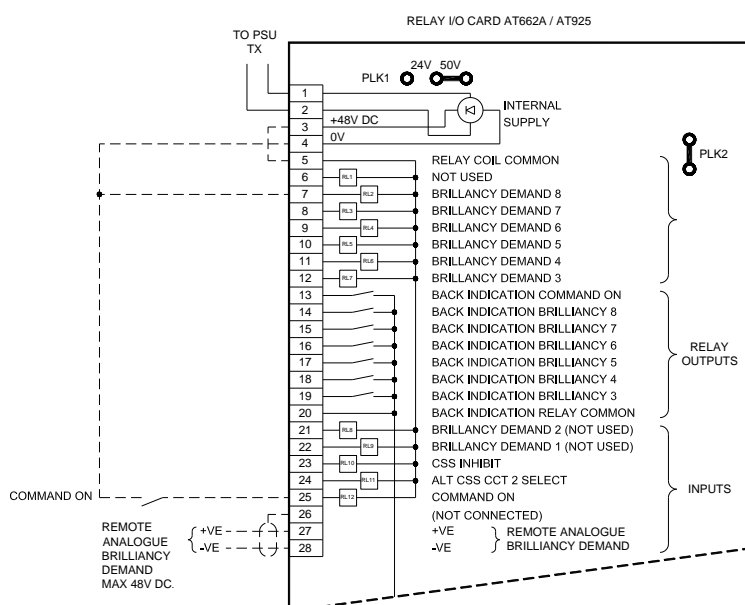 RELAY I/O CARD AT662A / AT925
TO PSU
TX
24V 50V
PLK1
1
2
3 +48V DC
4 0V
INTERNAL
SUPPLY
PLK2
5 RELAY COIL COMMON
6 RL1 NOT USED
7 RL2 BRILLANCY DEMAND 8
8 RL3 BRILLANCY DEMAND 7
9 RL4 BRILLANCY DEMAND 6
10 RL5 BRILLANCY DEMAND 5
11 RL6 BRILLANCY DEMAND 4
12 RL7 BRILLANCY DEMAND 3
13 BACK INDICATION COMMAND ON
14 BACK INDICATION BRILLIANCY 8
15 BACK INDICATION BRILLIANCY 7
16 BACK INDICATION BRILLIANCY 6
17 BACK INDICATION BRILLIANCY 5
18 BACK INDICATION BRILLIANCY 4
19 BACK INDICATION BRILLIANCY 3
20 BACK INDICATION RELAY COMMON
RELAY
OUTPUTS
21 RL8 BRILLIANCY DEMAND 2 (NOT USED)
22 RL9 BRILLIANCY DEMAND 1 (NOT USED)
23 RL10 CSS INHIBIT
24 RL11 ALT CSS CCT 2 SELECT
COMMAND ON 25 RL12 COMMAND ON
26 (NOT CONNECTED)
+VE 27 +VE
-VE 28 -VE
INPUTS
REMOTE ANALOGUE
BRILLIANCY DEMAND
REMOTE
ANALOGUE
BRILLIANCY
DEMAND
MAX 48V DC.